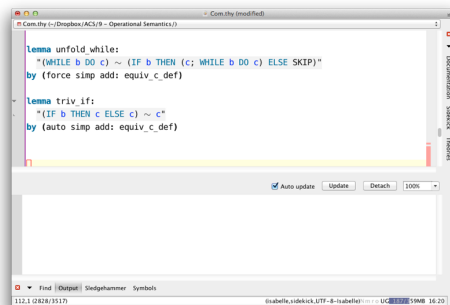 Com.thy (modified)
Com.thy (~/Dropbox/ACS/9 - Operational Semantics/)
lemma unfold_while:
"(WHILE b DO c) ∼ (IF b THEN (c; WHILE b DO c) ELSE SKIP)"
by (force simp add: equiv_c_def)
lemma triv_if:
"(IF b THEN c ELSE c) ∼ c"
by (auto simp add: equiv_c_def)
Documentation
Sidekick
Theories
Auto update
Update
Detach
100%
Find
Output
Sledgehammer
Symbols
112,1 (2828/3517)
(isabelle,sidekick,UTF-8-Isabelle)
59MB
16:20